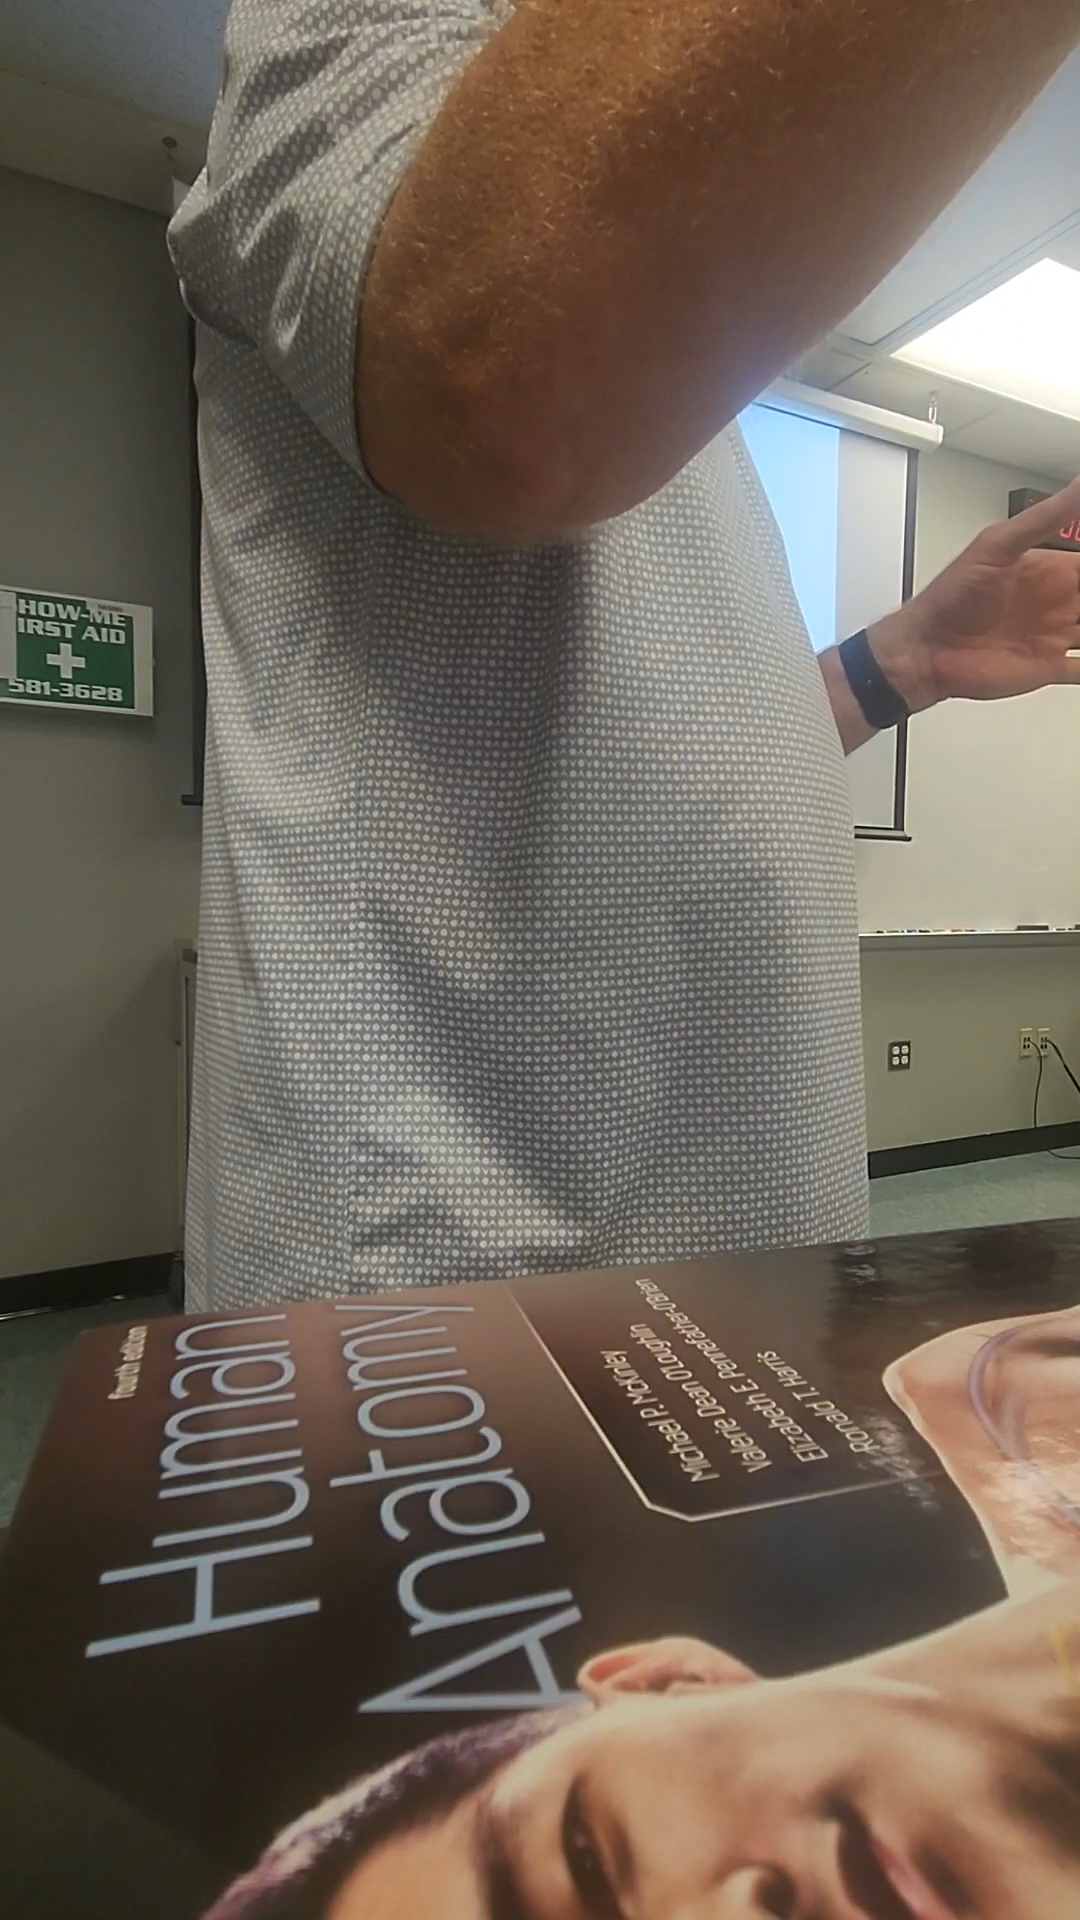 HOW-ME
IRST AID
581-3628
fourth edition
Human
Anatomy
Michael P. McKinley
Valerie Dean O'Loughlin
Elizabeth E. Pennefather-O'Brien
Ronald T. Harris